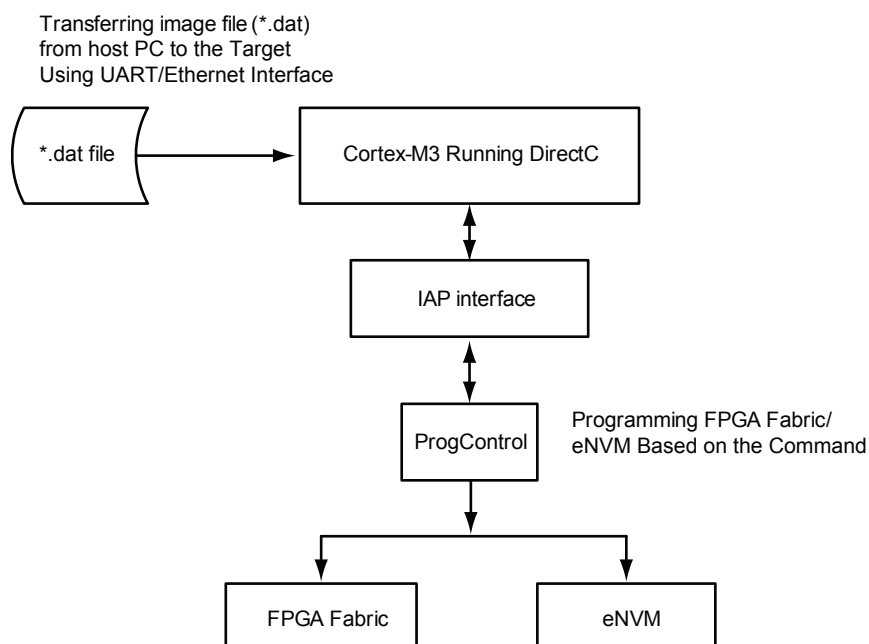 Transferring image file (*.dat)
from host PC to the Target
Using UART/Ethernet Interface
*.dat file
Cortex-M3 Running DirectC
IAP interface
ProgControl
Programming FPGA Fabric/
eNVM Based on the Command
FPGA Fabric
eNVM